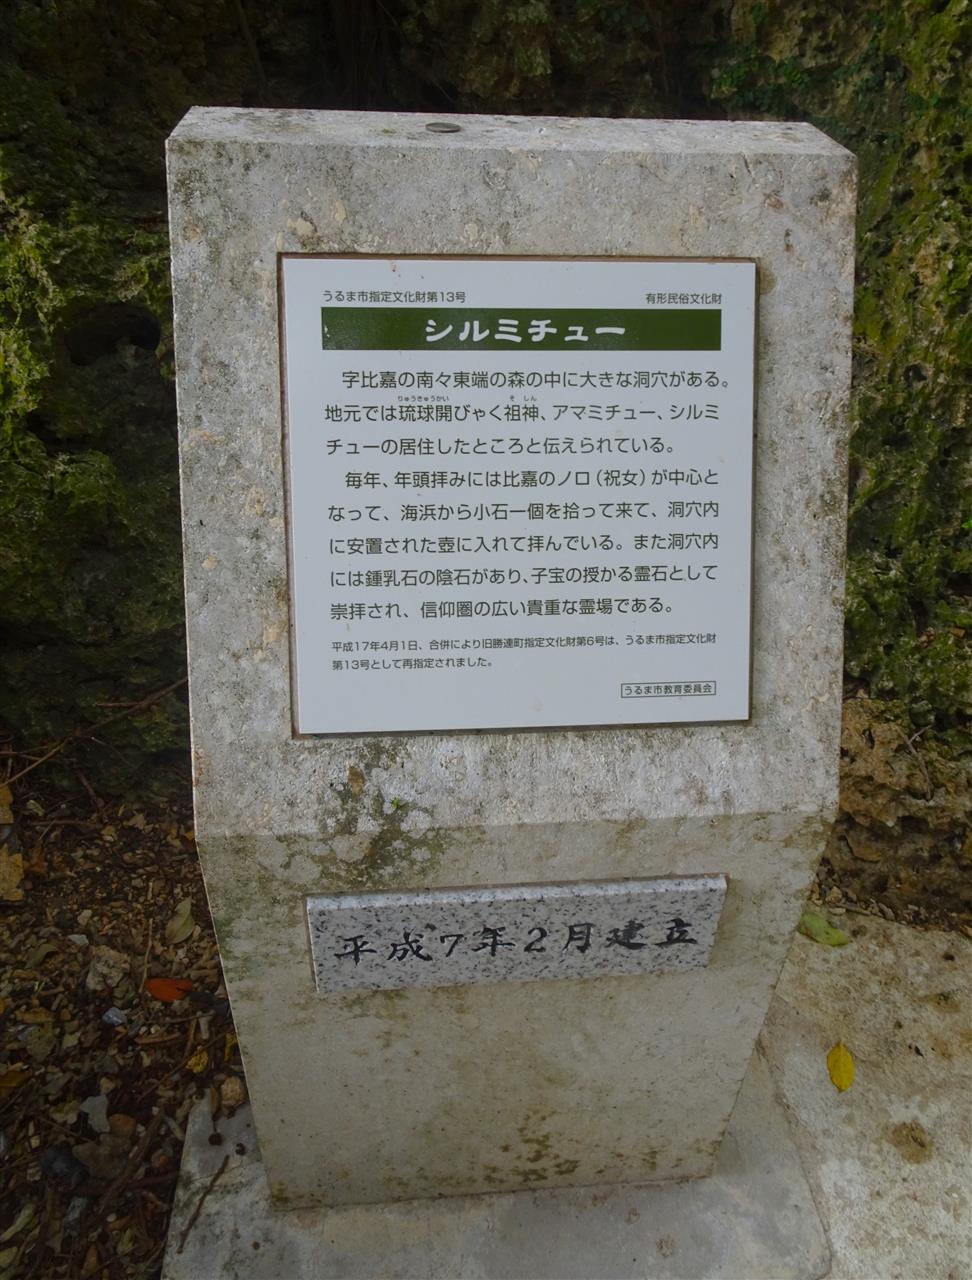 うるま市指定文化財第13号
有形民俗文化財
シルミチュー
字比嘉の南々東端の森の中に大きな洞穴がある。
りゅうきゅうかい そ しん
地元では琉球開びゃく祖神、アマミチュー、シルミ
チューの居住したところと伝えられている。
毎年、年頭拝みには比嘉のノロ（祝女）が中心と
なって、海浜から小石一個を拾って来て、洞穴内
に安置された壺に入れて拝んでいる。また洞穴内
には鍾乳石の陰石があり、子宝の授かる霊石として
崇拝され、信仰圏の広い貴重な霊場である。
平成17年4月1日、合併により旧勝連町指定文化財第6号は、うるま市指定文化財
第13号として再指定されました。
うるま市教育委員会
平成7年2月建立